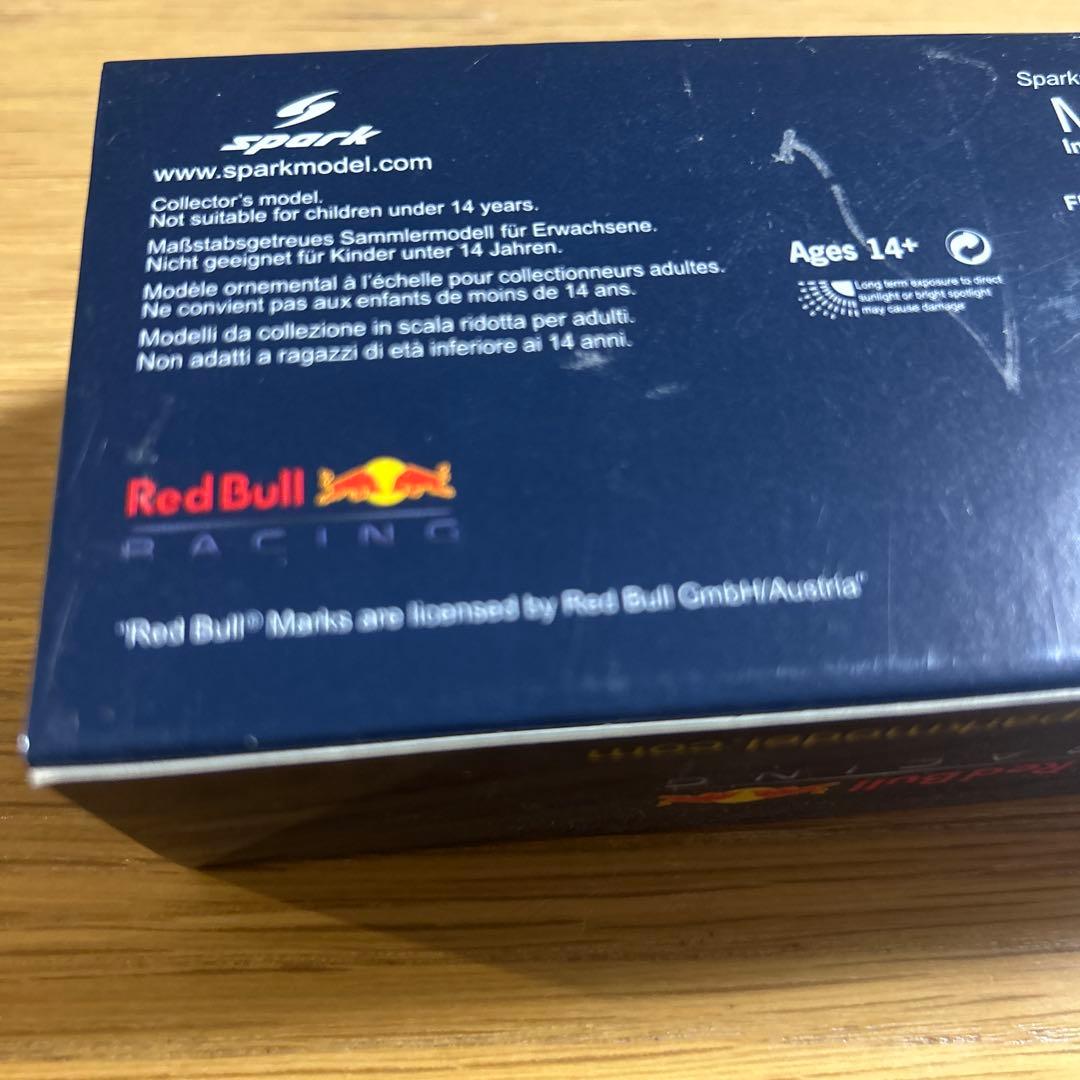 spark
www.sparkmodel.com
Collector's model.
Not suitable for children under 14 years.
Maßstabsgetreues Sammlermodell für Erwachsene.
Nicht geeignet für Kinder unter 14 Jahren.
Modèle ornemental à l'échelle pour collectionneurs adultes.
Ne convient pas aux enfants de moins de 14 ans.
Modelli da collezione in scala ridotta per adulti.
Non adatti a ragazzi di età inferiore ai 14 anni.
Ages 14+
Long term exposure to direct
sunlight or bright spotlight
may cause damage
Spark
Red Bull
RACING
"Red Bull® Marks are licensed by Red Bull GmbH/Austria"
Red Bull